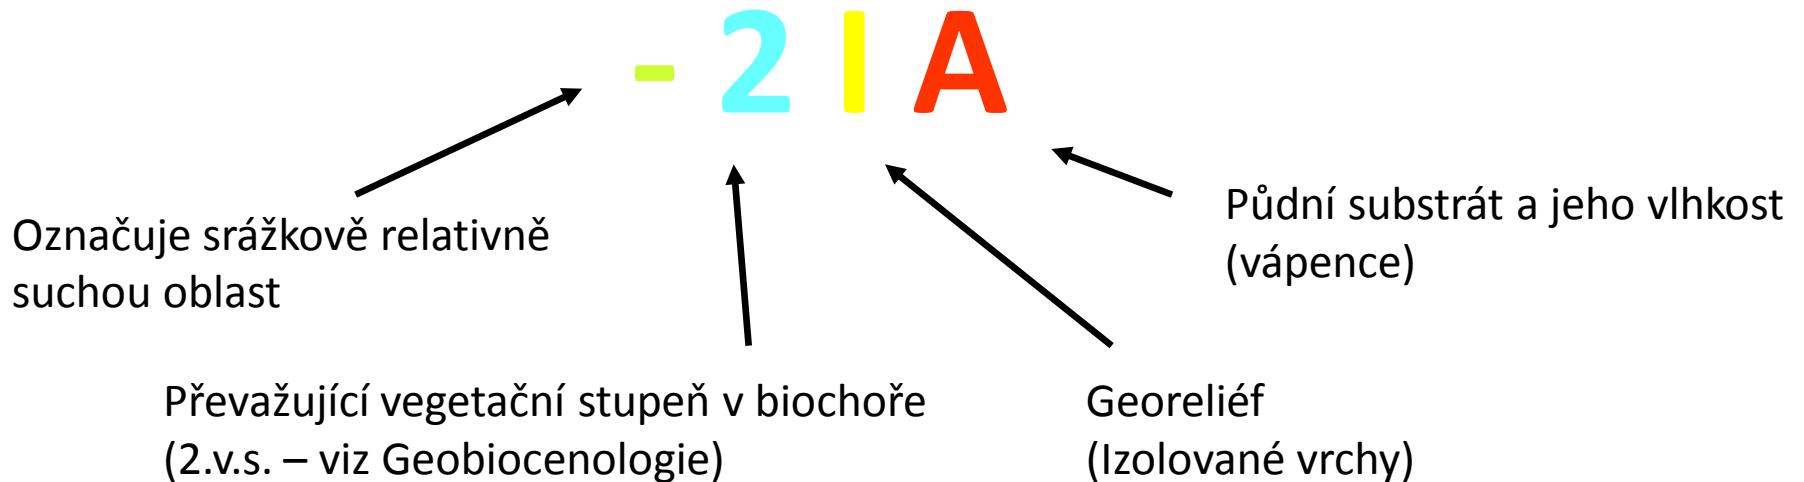 - 2 I A
Označuje srážkově relativně
suchou oblast
Půdní substrát a jeho vlhkost
(vápence)
Převažující vegetační stupeň v biochoře
(2.v.s. – viz Geobiocenologie)
Georeliéf
(Izolované vrchy)